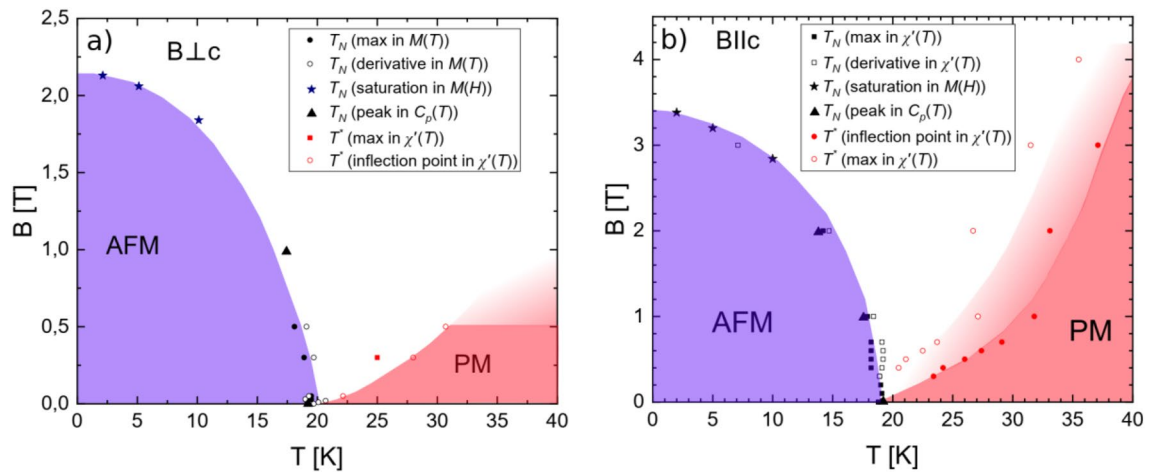 a)
B⊥c
T_N (max in M(T))
T_N (derivative in M(T))
T_N (saturation in M(H))
T_N (peak in C_p(T))
T* (max in χ'(T))
T* (inflection point in χ'(T))
2,5
2,0
1,5
1,0
0,5
0,0
B [T]
AFM
PM
0 5 10 15 20 25 30 35 40
T [K]
b)
B||c
T_N (max in χ'(T))
T_N (derivative in χ'(T))
T_N (saturation in M(H))
T_N (peak in C_p(T))
T* (inflection point in χ'(T))
T* (max in χ'(T))
4
3
2
1
0
B [T]
AFM
PM
0 5 10 15 20 25 30 35 40
T [K]